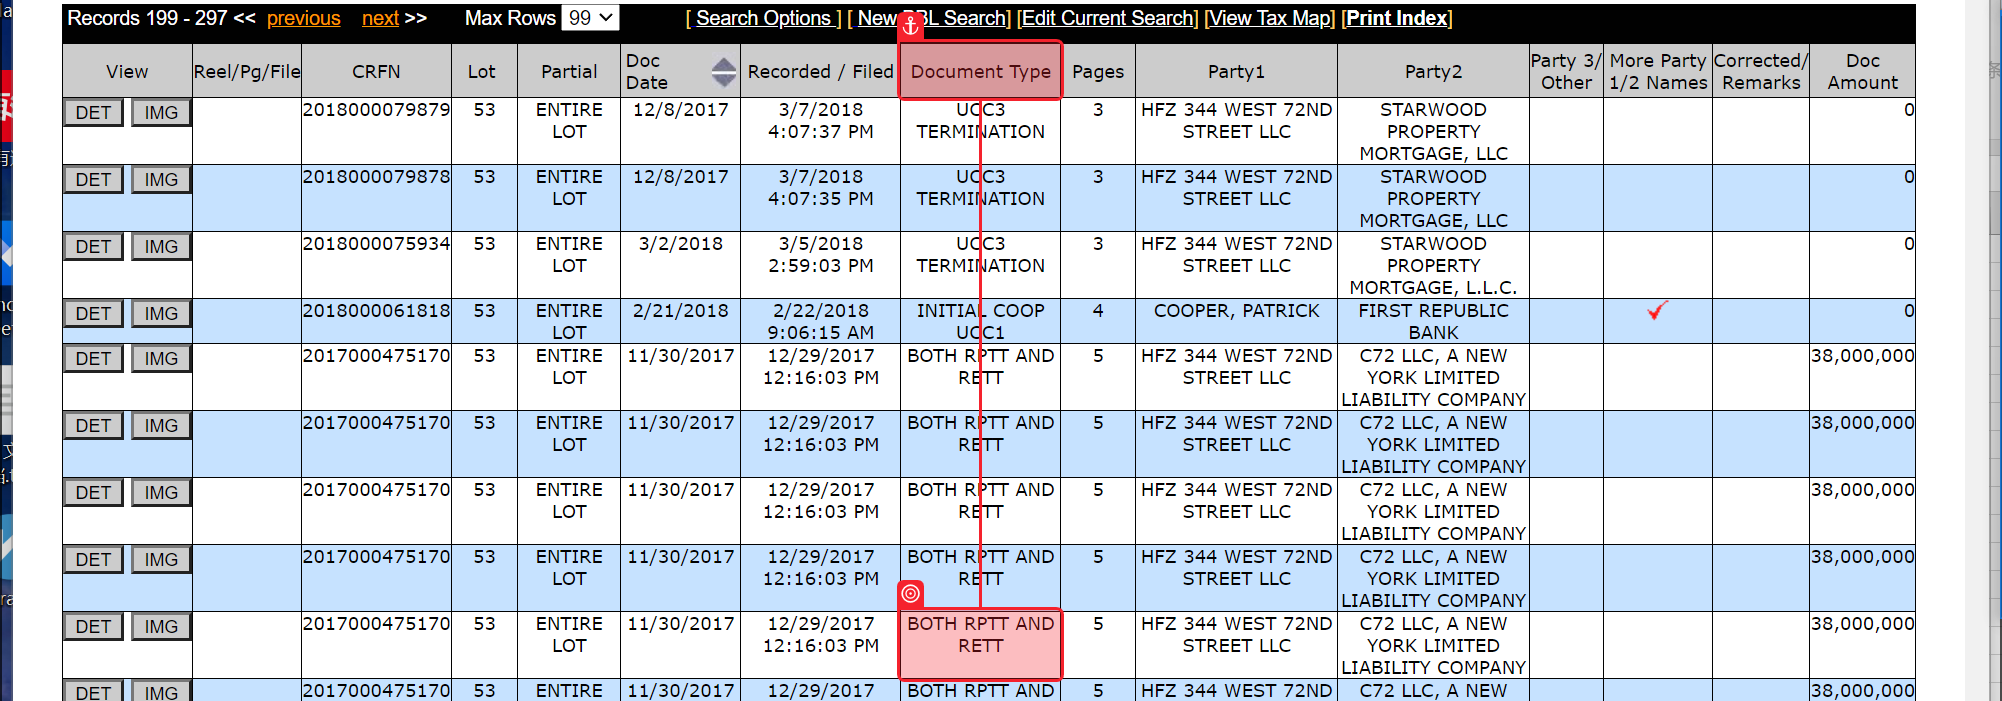 Records 199 - 297 << previous next >> Max Rows 99 [ Search Options ] [ New BBL Search] [Edit Current Search] [View Tax Map] [Print Index]
View Reel/Pg/File CRFN Lot Partial Doc Date Recorded / Filed Document Type Pages Party1 Party2 Party 3/ Other More Party 1/2 Names Corrected/ Remarks Doc Amount
DET IMG 2018000079879 53 ENTIRE LOT 12/8/2017 3/7/2018 4:07:37 PM UCC3 TERMINATION 3 HFZ 344 WEST 72ND STREET LLC STARWOOD PROPERTY MORTGAGE, LLC 0
DET IMG 2018000079878 53 ENTIRE LOT 12/8/2017 3/7/2018 4:07:35 PM UCC3 TERMINATION 3 HFZ 344 WEST 72ND STREET LLC STARWOOD PROPERTY MORTGAGE, LLC 0
DET IMG 2018000075934 53 ENTIRE LOT 3/2/2018 3/5/2018 2:59:03 PM UCC3 TERMINATION 3 HFZ 344 WEST 72ND STREET LLC STARWOOD PROPERTY MORTGAGE, L.L.C. 0
DET IMG 2018000061818 53 ENTIRE LOT 2/21/2018 2/22/2018 9:06:15 AM INITIAL COOP UCC1 4 COOPER, PATRICK FIRST REPUBLIC BANK 0
DET IMG 2017000475170 53 ENTIRE LOT 11/30/2017 12/29/2017 12:16:03 PM BOTH RPTT AND RETT 5 HFZ 344 WEST 72ND STREET LLC C72 LLC, A NEW YORK LIMITED LIABILITY COMPANY 38,000,000
DET IMG 2017000475170 53 ENTIRE LOT 11/30/2017 12/29/2017 12:16:03 PM BOTH RPTT AND RETT 5 HFZ 344 WEST 72ND STREET LLC C72 LLC, A NEW YORK LIMITED LIABILITY COMPANY 38,000,000
DET IMG 2017000475170 53 ENTIRE LOT 11/30/2017 12/29/2017 12:16:03 PM BOTH RPTT AND RETT 5 HFZ 344 WEST 72ND STREET LLC C72 LLC, A NEW YORK LIMITED LIABILITY COMPANY 38,000,000
DET IMG 2017000475170 53 ENTIRE LOT 11/30/2017 12/29/2017 12:16:03 PM BOTH RPTT AND RETT 5 HFZ 344 WEST 72ND STREET LLC C72 LLC, A NEW YORK LIMITED LIABILITY COMPANY 38,000,000
DET IMG 2017000475170 53 ENTIRE LOT 11/30/2017 12/29/2017 12:16:03 PM BOTH RPTT AND RETT 5 HFZ 344 WEST 72ND STREET LLC C72 LLC, A NEW YORK LIMITED LIABILITY COMPANY 38,000,000
DET IMG 2017000475170 53 ENTIRE 11/30/2017 12/29/2017 BOTH RPTT AND 5 HFZ 344 WEST 72ND C72 LLC, A NEW 38,000,000